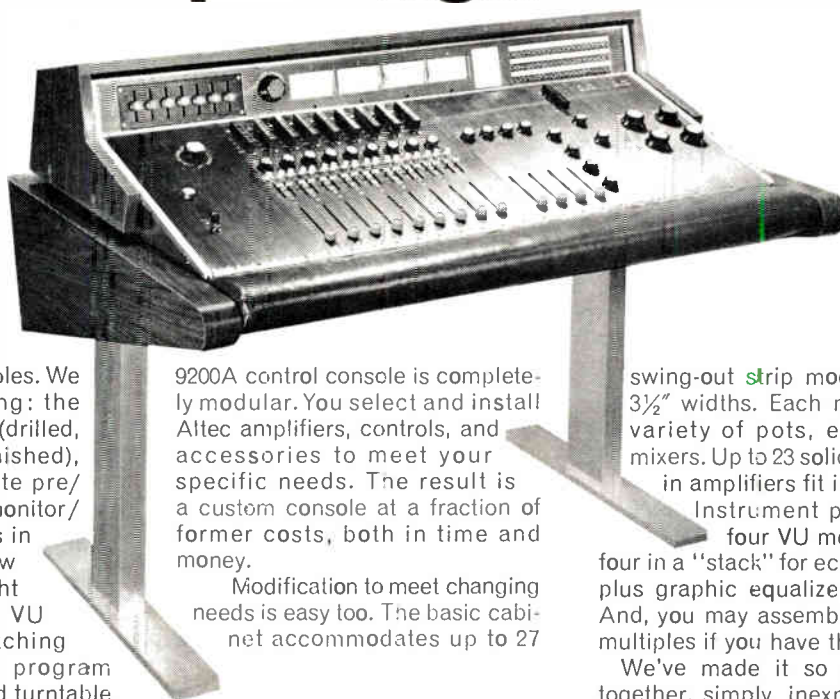 oles. We
ng: the
(drilled,
ished),
te pre/
onitor/
s in
w
ht
VU
ching
program
d turntable
9200A control console is complete-
ly modular. You select and install
Altec amplifiers, controls, and
accessories to meet your
specific needs. The result is
a custom console at a fraction of
former costs, both in time and
money.
Modification to meet changing
needs is easy too. The basic cabi-
net accommodates up to 27
swing-out strip mod
3½" widths. Each m
variety of pots, e
mixers. Up to 23 solid
in amplifiers fit i
Instrument p
four VU me
four in a "stack" for ec
plus graphic equalize
And, you may assemb
multiples if you have th
We've made it so
together, simply, inexp